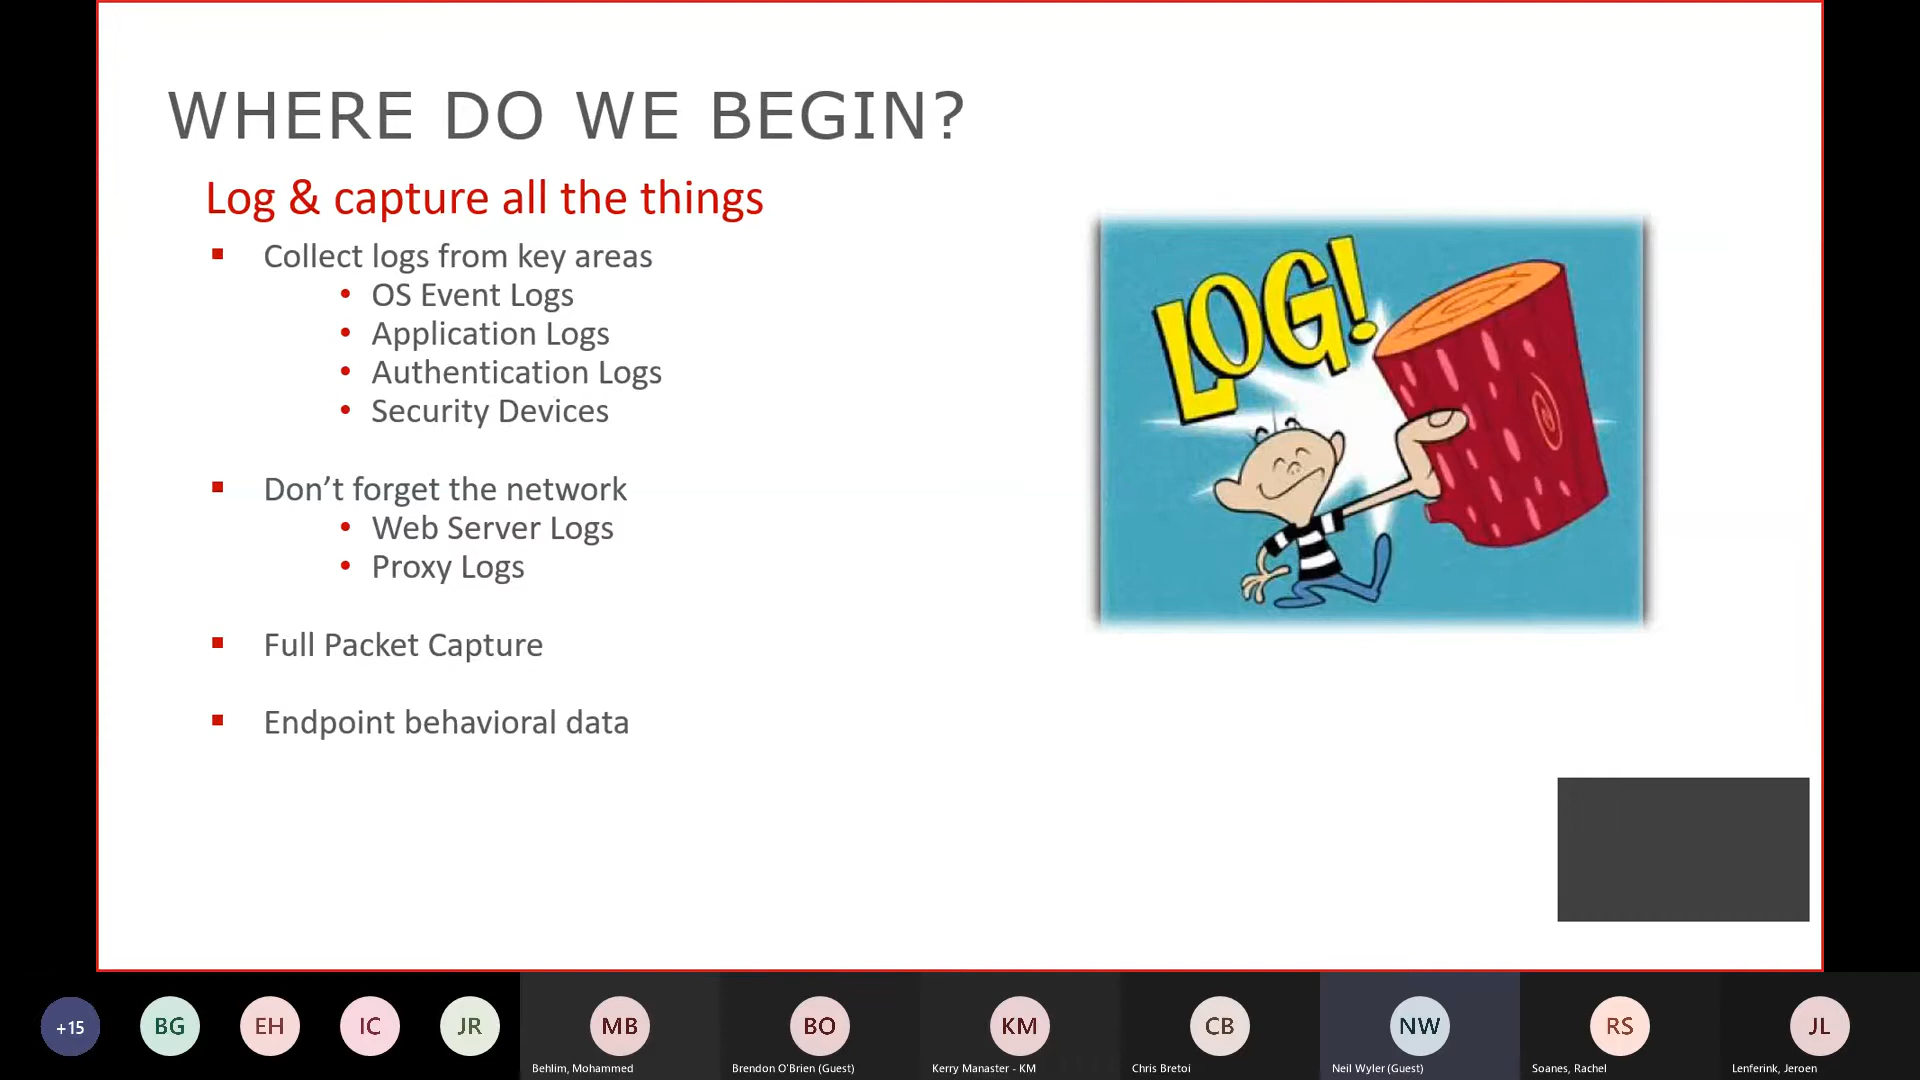 WHERE DO WE BEGIN?
Log & capture all the things
Collect logs from key areas
OS Event Logs
Application Logs
Authentication Logs
Security Devices
Don’t forget the network
Web Server Logs
Proxy Logs
Full Packet Capture
Endpoint behavioral data
LOG!
+15
BG
EH
IC
JR
MB
BO
KM
CB
NW
RS
JL
Behlim, Mohammed
Brendon O'Brien (Guest)
Kerry Manaster - KM
Chris Bretoi
Neil Wyler (Guest)
Soanes, Rachel
Lenferink, Jeroen